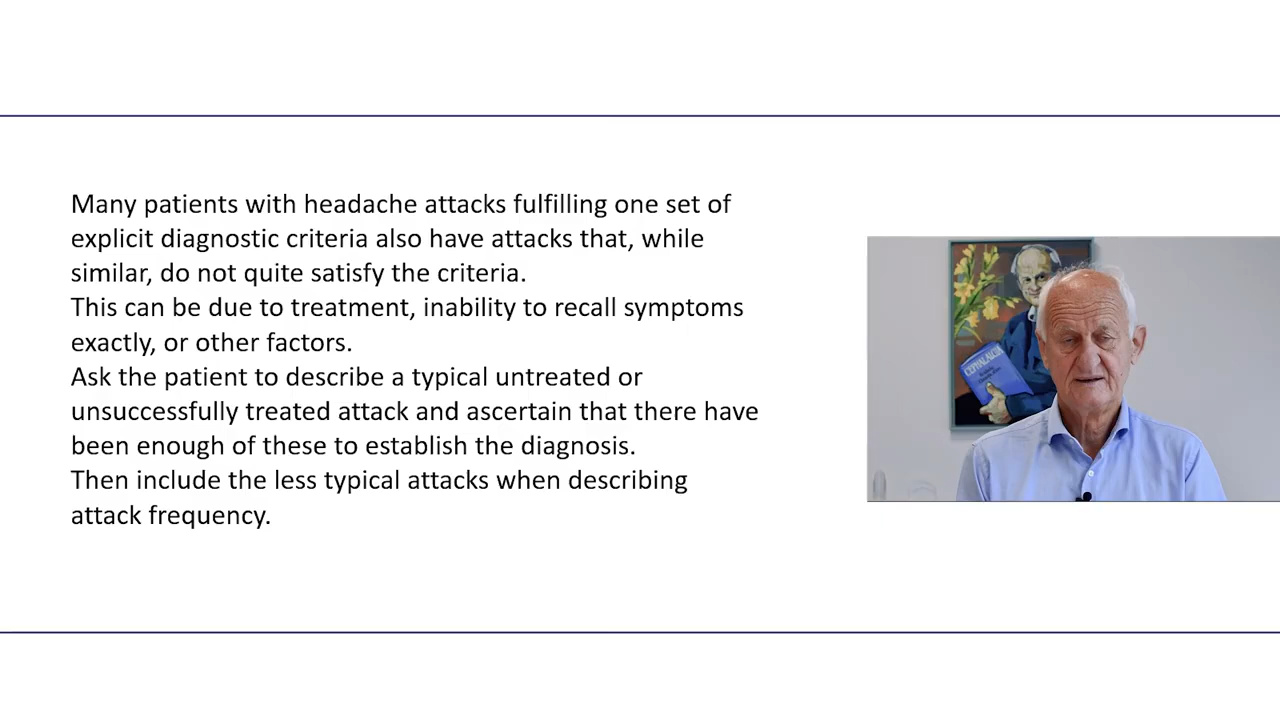 Many patients with headache attacks fulfilling one set of
explicit diagnostic criteria also have attacks that, while
similar, do not quite satisfy the criteria.
This can be due to treatment, inability to recall symptoms
exactly, or other factors.
Ask the patient to describe a typical untreated or
unsuccessfully treated attack and ascertain that there have
been enough of these to establish the diagnosis.
Then include the less typical attacks when describing
attack frequency.
CEPHALALGIA